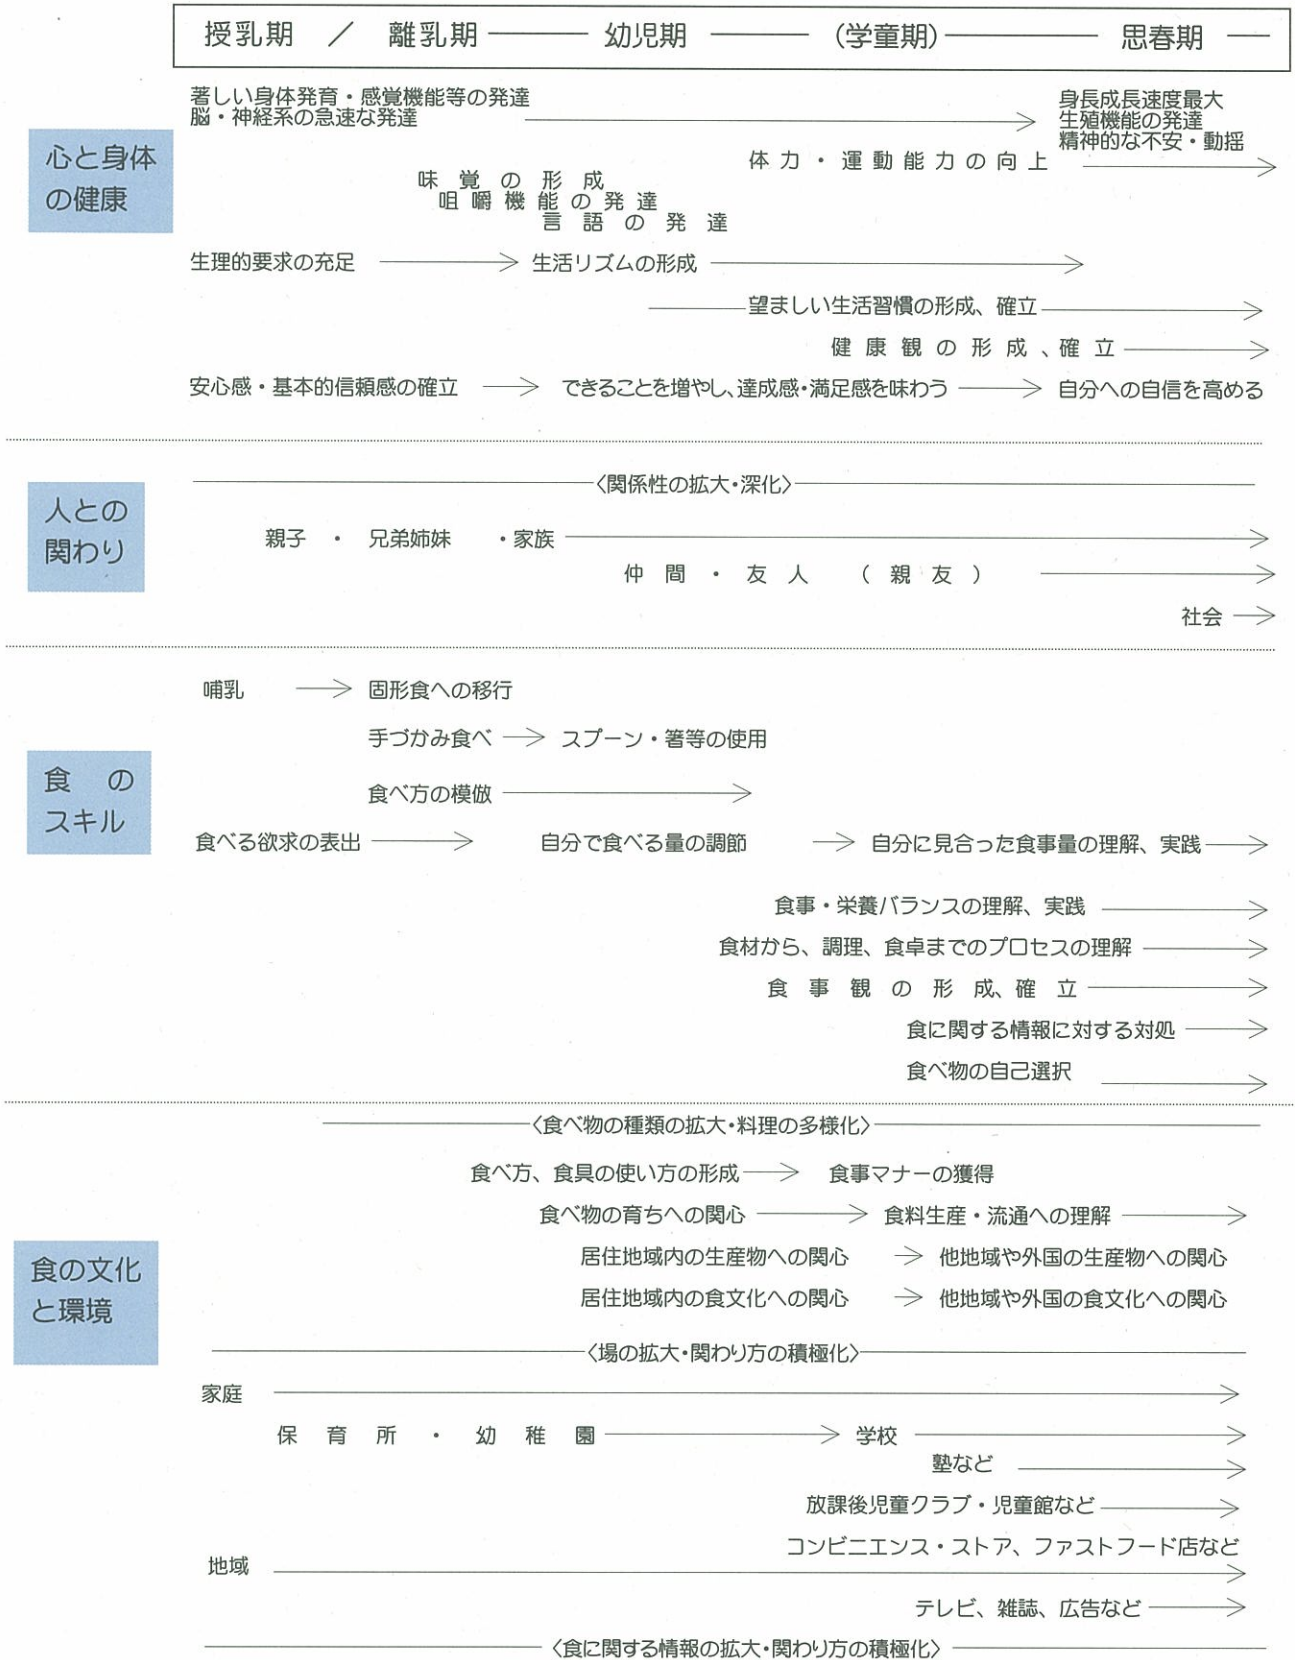 授乳期 / 離乳期 ―― 幼児期 ―― (学童期) ―― 思春期 ―
心と身体
の健康
著しい身体発育・感覚機能等の発達
脳・神経系の急速な発達 → 身長成長速度最大
生殖機能の発達
精神的な不安・動揺 →
体力・運動能力の向上
味覚の形成
咀嚼機能の発達
言語の発達
生理的要求の充足 → 生活リズムの形成 →
望ましい生活習慣の形成、確立 →
健康観の形成、確立 →
安心感・基本的信頼感の確立 → できることを増やし、達成感・満足感を味わう → 自分への自信を高める
人との
関わり
〈関係性の拡大・深化〉
親子 ・ 兄弟姉妹 ・家族 →
仲間・友人 (親友) →
社会 →
食の
スキル
哺乳 → 固形食への移行
手づかみ食べ → スプーン・箸等の使用
食べ方の模倣 →
食べる欲求の表出 → 自分で食べる量の調節 → 自分に見合った食事量の理解、実践 →
食事・栄養バランスの理解、実践 →
食材から、調理、食卓までのプロセスの理解 →
食事観の形成、確立 →
食に関する情報に対する対処 →
食べ物の自己選択 →
食の文化
と環境
〈食べ物の種類の拡大・料理の多様化〉
食べ方、食具の使い方の形成 → 食事マナーの獲得
食べ物の育ちへの関心 → 食料生産・流通への理解 →
居住地域内の生産物への関心 → 他地域や外国の生産物への関心
居住地域内の食文化への関心 → 他地域や外国の食文化への関心
〈場の拡大・関わり方の積極化〉
家庭 →
保育所・幼稚園 → 学校 →
塾など →
放課後児童クラブ・児童館など →
コンビニエンス・ストア、ファストフード店など
地域 →
テレビ、雑誌、広告など →
〈食に関する情報の拡大・関わり方の積極化〉